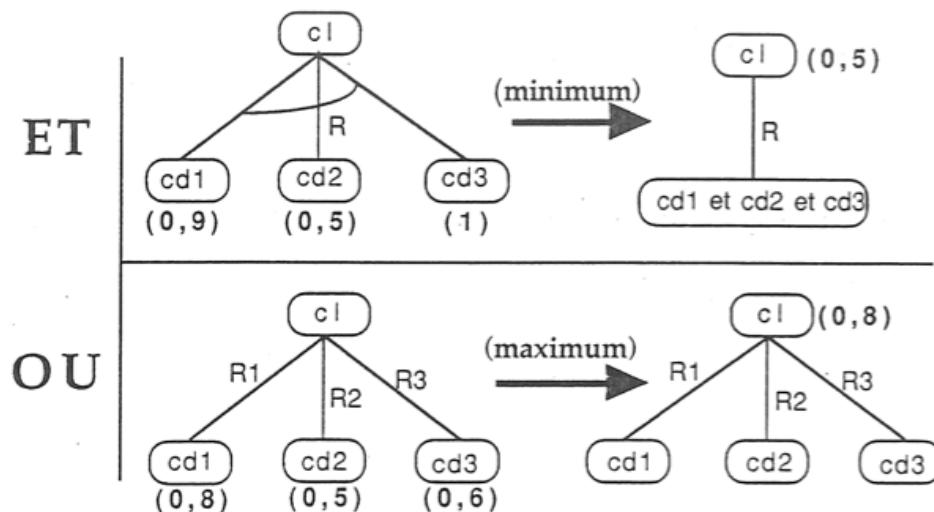 ET
cl
R
cd1 cd2 cd3
(0,9) (0,5) (1)
(minimum)
cl (0,5)
R
cd1 et cd2 et cd3
OU
cl
R1 R2 R3
cd1 cd2 cd3
(0,8) (0,5) (0,6)
(maximum)
cl (0,8)
R1 R2 R3
cd1 cd2 cd3